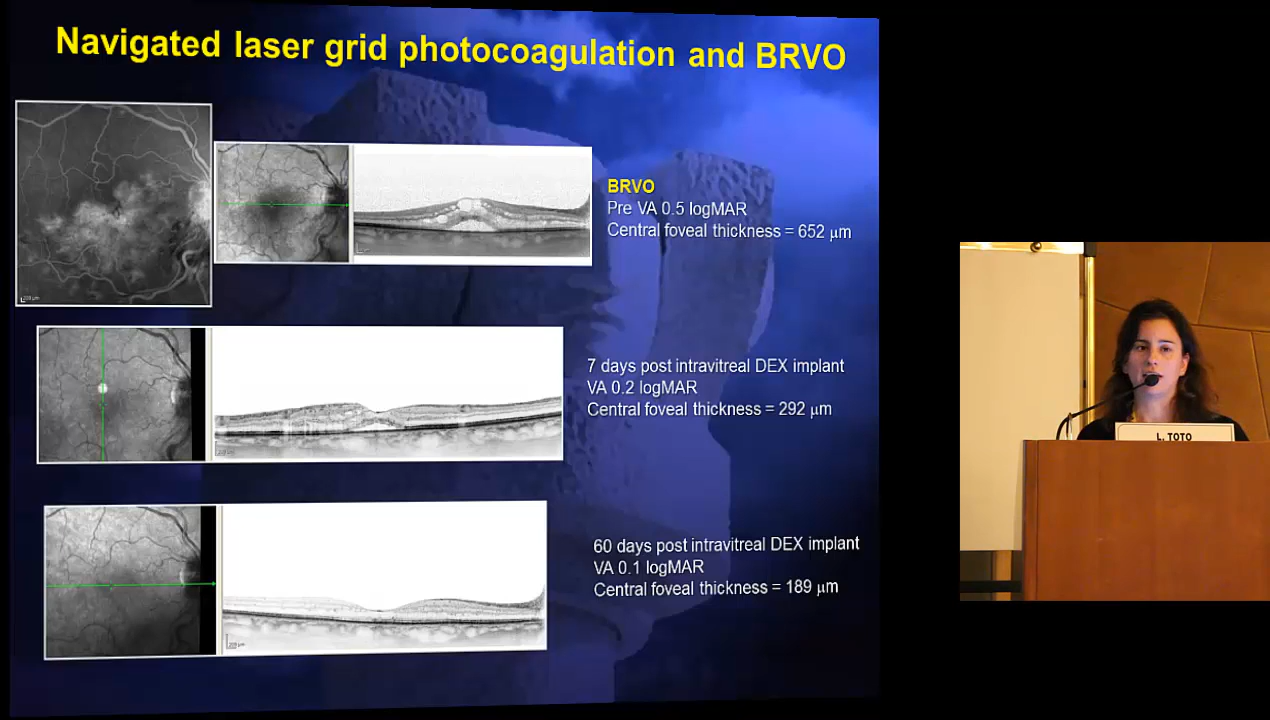 Navigated laser grid photocoagulation and BRVO
BRVO
Pre VA 0.5 logMAR
Central foveal thickness = 652 μm
7 days post intravitreal DEX implant
VA 0.2 logMAR
Central foveal thickness = 292 μm
60 days post intravitreal DEX implant
VA 0.1 logMAR
Central foveal thickness = 189 μm
L. TOTO